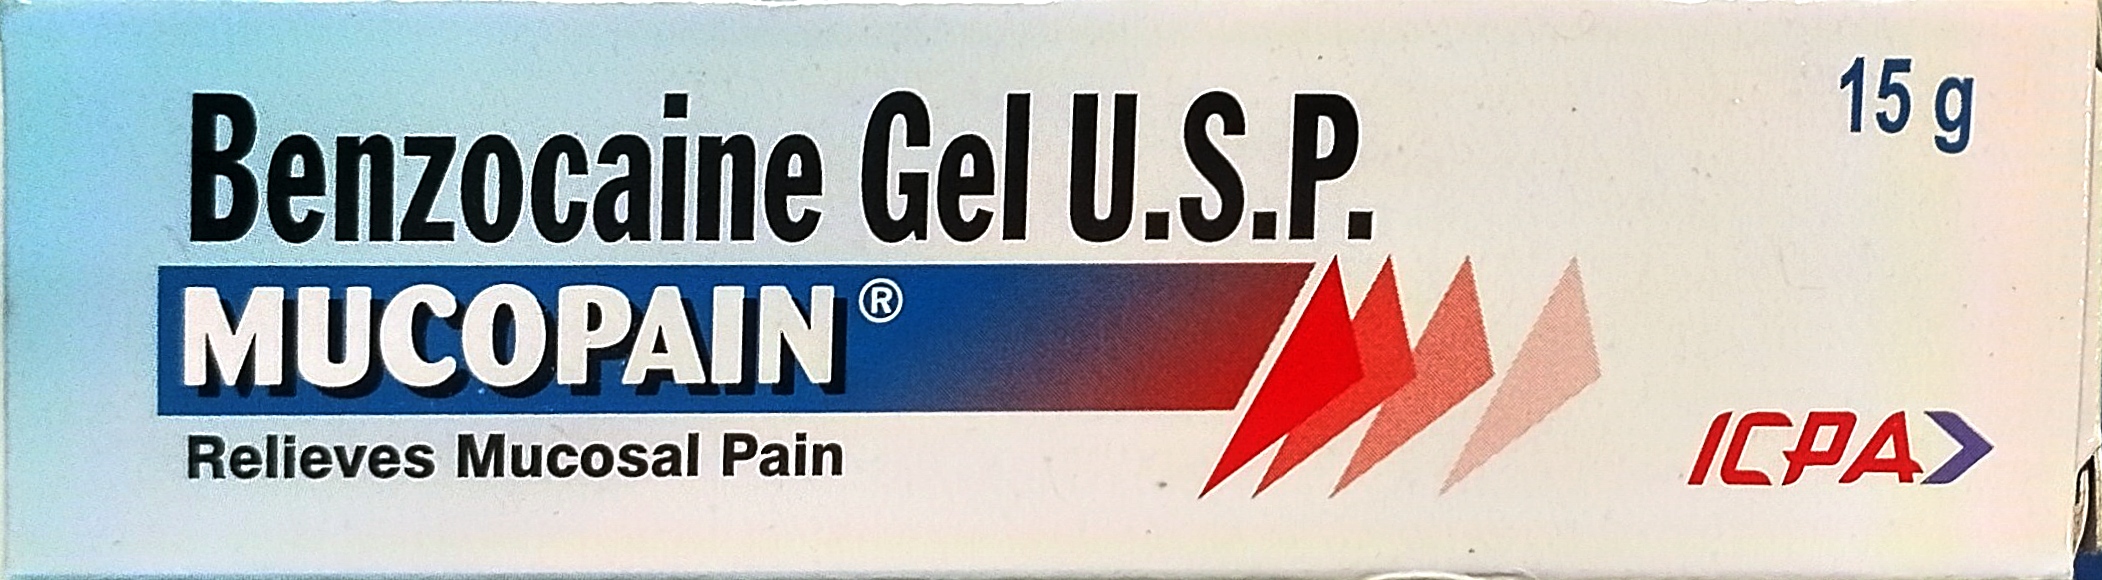 Benzocaine Gel U.S.P.
15 g
MUCOPAIN®
Relieves Mucosal Pain
ICPA